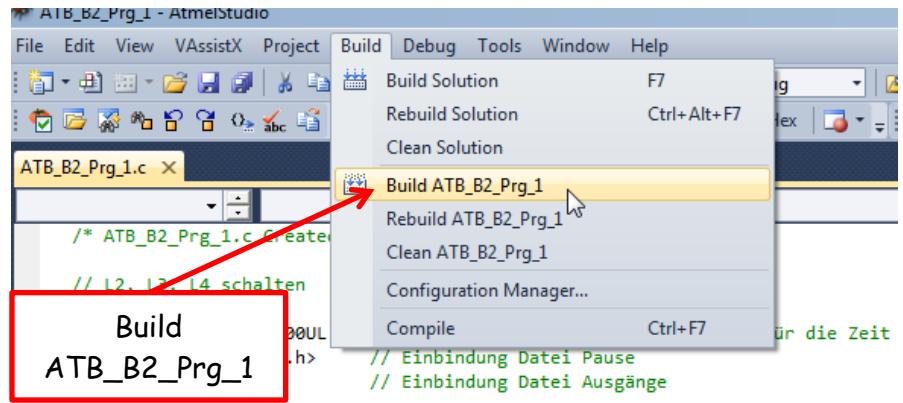 ATB_B2_Prg_1 - AtmelStudio
File Edit View VAssistX Project Build Debug Tools Window Help
Build Solution F7
Rebuild Solution Ctrl+Alt+F7
Clean Solution
ATB_B2_Prg_1.c
Build ATB_B2_Prg_1
Rebuild ATB_B2_Prg_1
Clean ATB_B2_Prg_1
Configuration Manager...
Compile Ctrl+F7
/* ATB_B2_Prg_1.c Created
// L2, L3, L4 schalten
00UL ür die Zeit
.h> // Einbindung Datei Pause
// Einbindung Datei Ausgänge
Build
ATB_B2_Prg_1